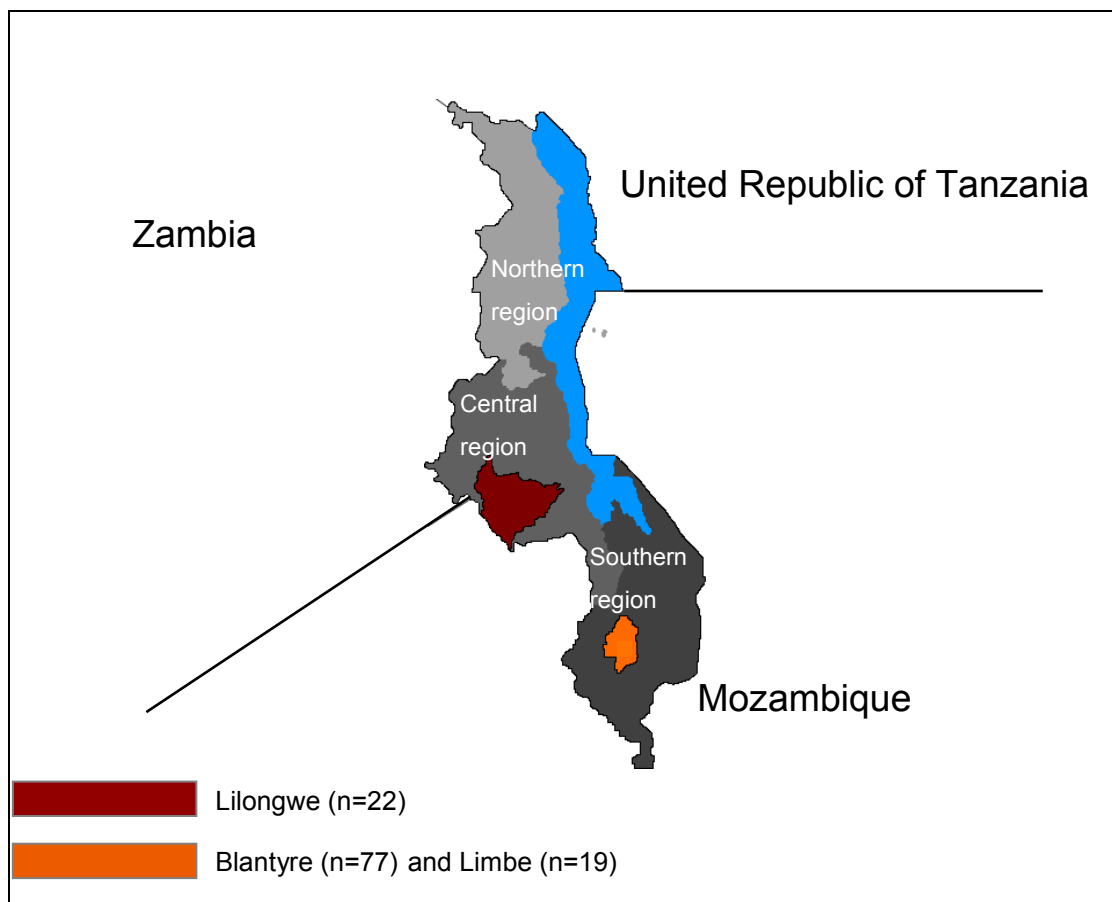 United Republic of Tanzania
Zambia
Northern
region
Central
region
Southern
region
Mozambique
Lilongwe (n=22)
Blantyre (n=77) and Limbe (n=19)